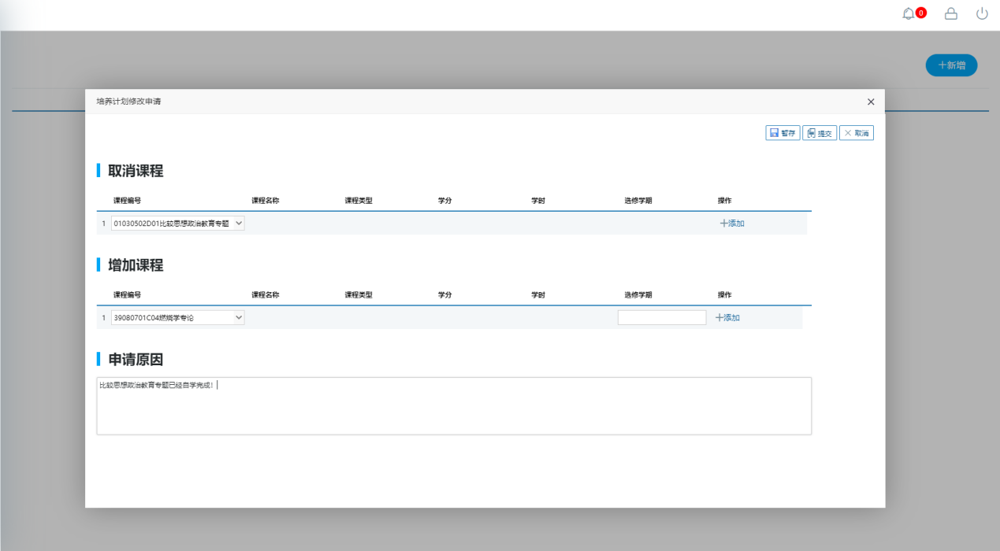 0
新增
培养计划修改申请
暂存 提交 取消
取消课程
课程编号 课程名称 课程类型 学分 学时 选修学期 操作
1 01030502D01比较思想政治教育专题 添加
增加课程
课程编号 课程名称 课程类型 学分 学时 选修学期 操作
1 39080701C04燃烧学专论 添加
申请原因
比较思想政治教育专题已经自学完成！